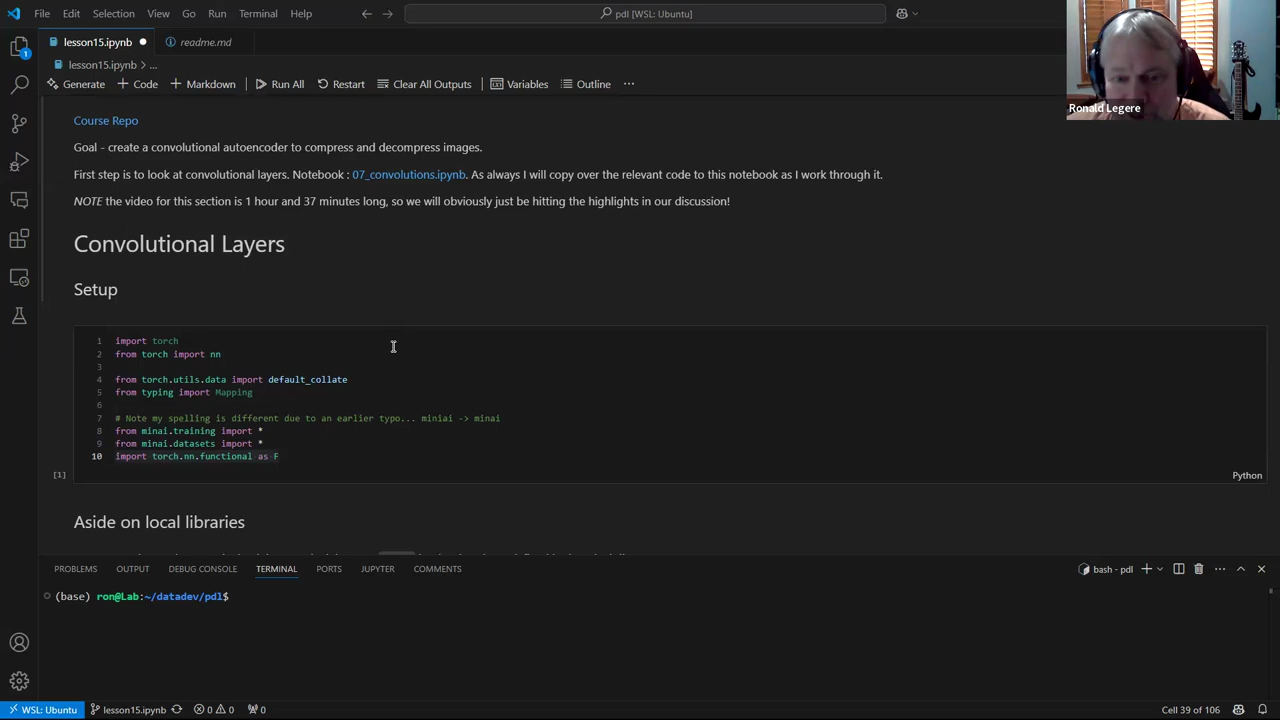 File Edit Selection View Go Run Terminal Help
pdl [WSL: Ubuntu]
lesson15.ipynb
readme.md
lesson15.ipynb > ...
Generate + Code + Markdown Run All Restart Clear All Outputs Variables Outline ...
Ronald Legere
Course Repo
Goal - create a convolutional autoencoder to compress and decompress images.
First step is to look at convolutional layers. Notebook : 07_convolutions.ipynb. As always I will copy over the relevant code to this notebook as I work through it.
NOTE the video for this section is 1 hour and 37 minutes long, so we will obviously just be hitting the highlights in our discussion!
Convolutional Layers
Setup
1 import torch
2 from torch import nn
3
4 from torch.utils.data import default_collate
5 from typing import Mapping
6
7 # Note my spelling is different due to an earlier typo... miniai -> minai
8 from minai.training import *
9 from minai.datasets import *
10 import torch.nn.functional as F
[1]
Python
Aside on local libraries
PROBLEMS OUTPUT DEBUG CONSOLE TERMINAL PORTS JUPYTER COMMENTS
bash - pdl
(base) ron@Lab:~/datadev/pdl$
WSL: Ubuntu lesson15.ipynb 0 0 0 Cell 39 of 106
1